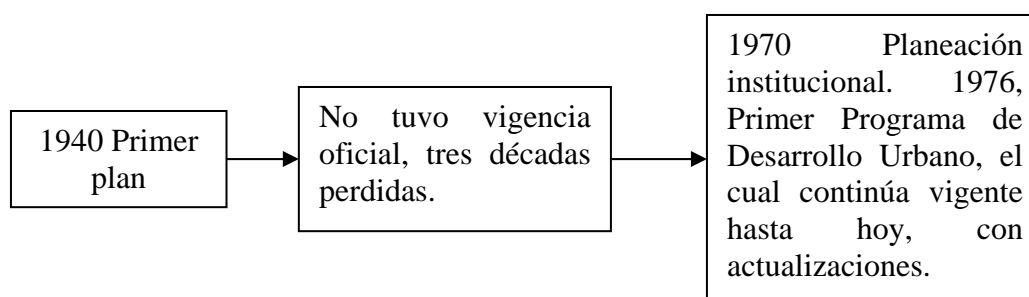 1940 Primer
plan
No tuvo vigencia
oficial, tres décadas
perdidas.
1970 Planeación
institucional. 1976,
Primer Programa de
Desarrollo Urbano, el
cual continúa vigente
hasta hoy, con
actualizaciones.